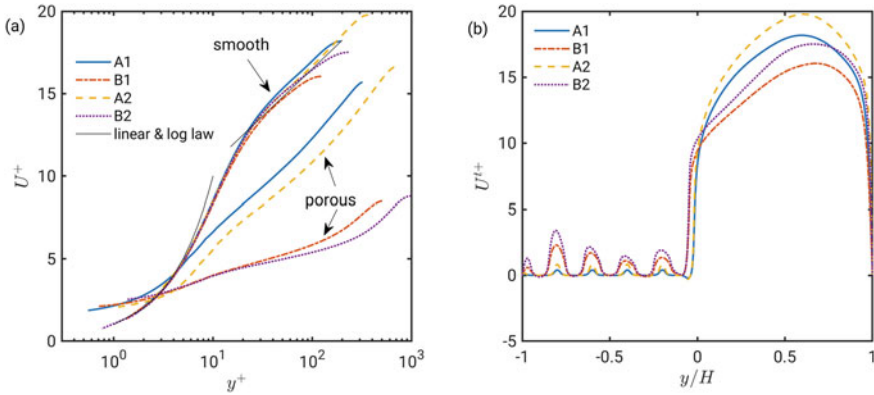 (a)
20
15
10
5
0
U+
A1
B1
A2
B2
linear & log law
smooth
porous
10^0
10^1
10^2
10^3
y+
(b)
20
15
10
5
0
-5
U^{t+}
A1
B1
A2
B2
-1
-0.5
0
0.5
1
y/H